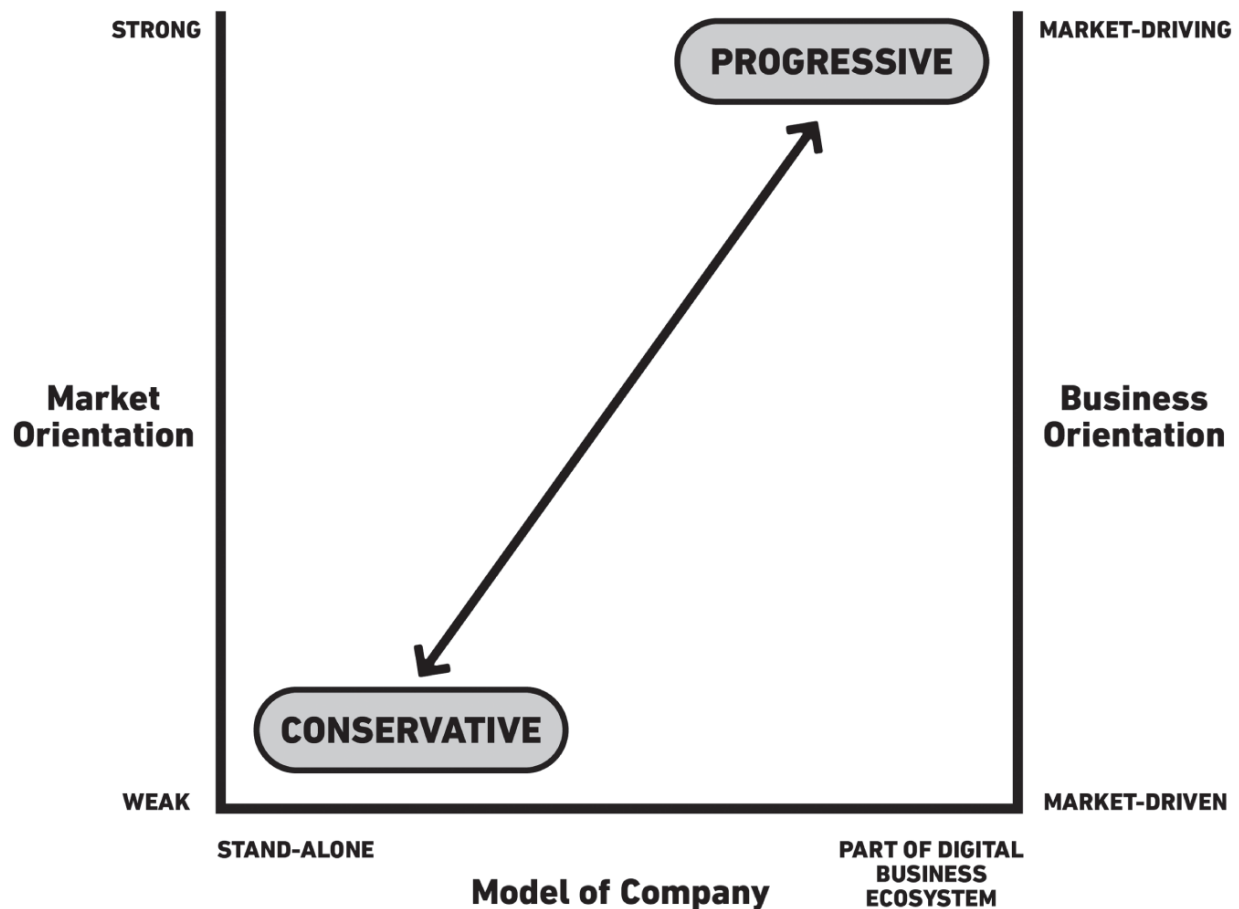 STRONG
PROGRESSIVE
MARKET-DRIVING
Market
Orientation
Business
Orientation
CONSERVATIVE
WEAK
MARKET-DRIVEN
STAND-ALONE
PART OF DIGITAL
BUSINESS
ECOSYSTEM
Model of Company